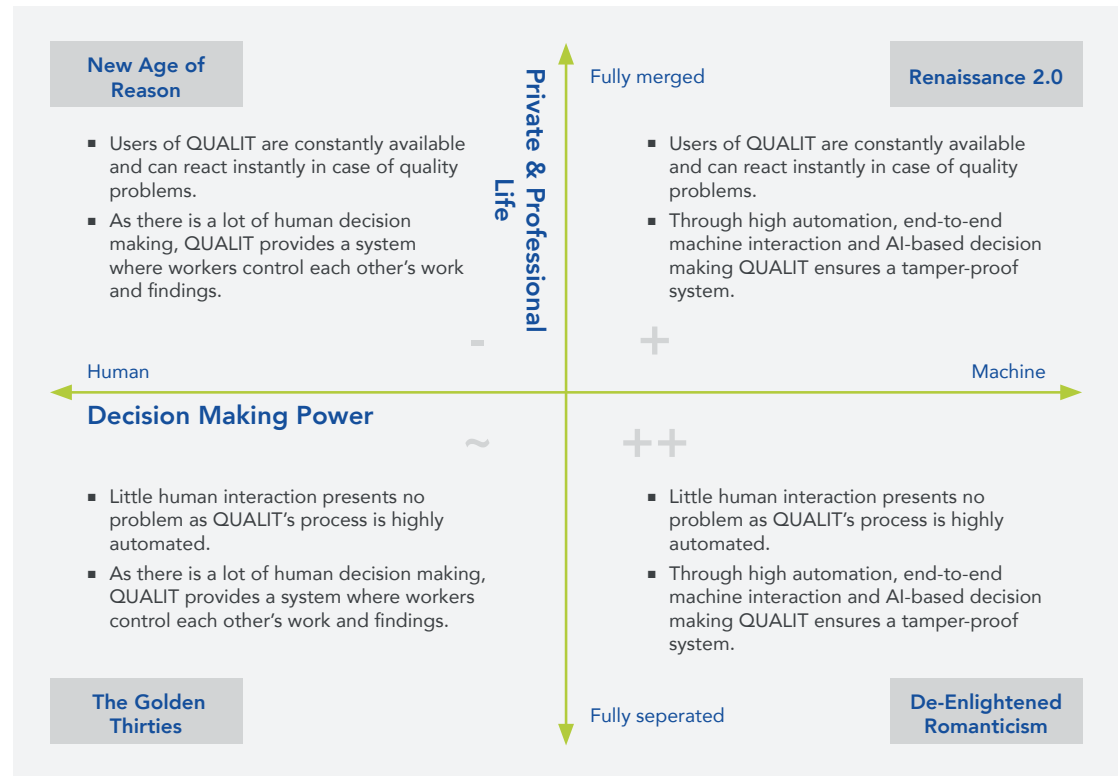 New Age of
Reason
Private & Professional
Life
Fully merged
Renaissance 2.0
▪ Users of QUALIT are constantly available
and can react instantly in case of quality
problems.
▪ As there is a lot of human decision
making, QUALIT provides a system
where workers control each other's work
and findings.
▪ Users of QUALIT are constantly available
and can react instantly in case of quality
problems.
▪ Through high automation, end-to-end
machine interaction and AI-based decision
making QUALIT ensures a tamper-proof
system.
-
+
Human
Machine
Decision Making Power
~
++
▪ Little human interaction presents no
problem as QUALIT's process is highly
automated.
▪ As there is a lot of human decision making,
QUALIT provides a system where workers
control each other's work and findings.
▪ Little human interaction presents no
problem as QUALIT's process is highly
automated.
▪ Through high automation, end-to-end
machine interaction and AI-based decision
making QUALIT ensures a tamper-proof
system.
The Golden
Thirties
Fully seperated
De-Enlightened
Romanticism